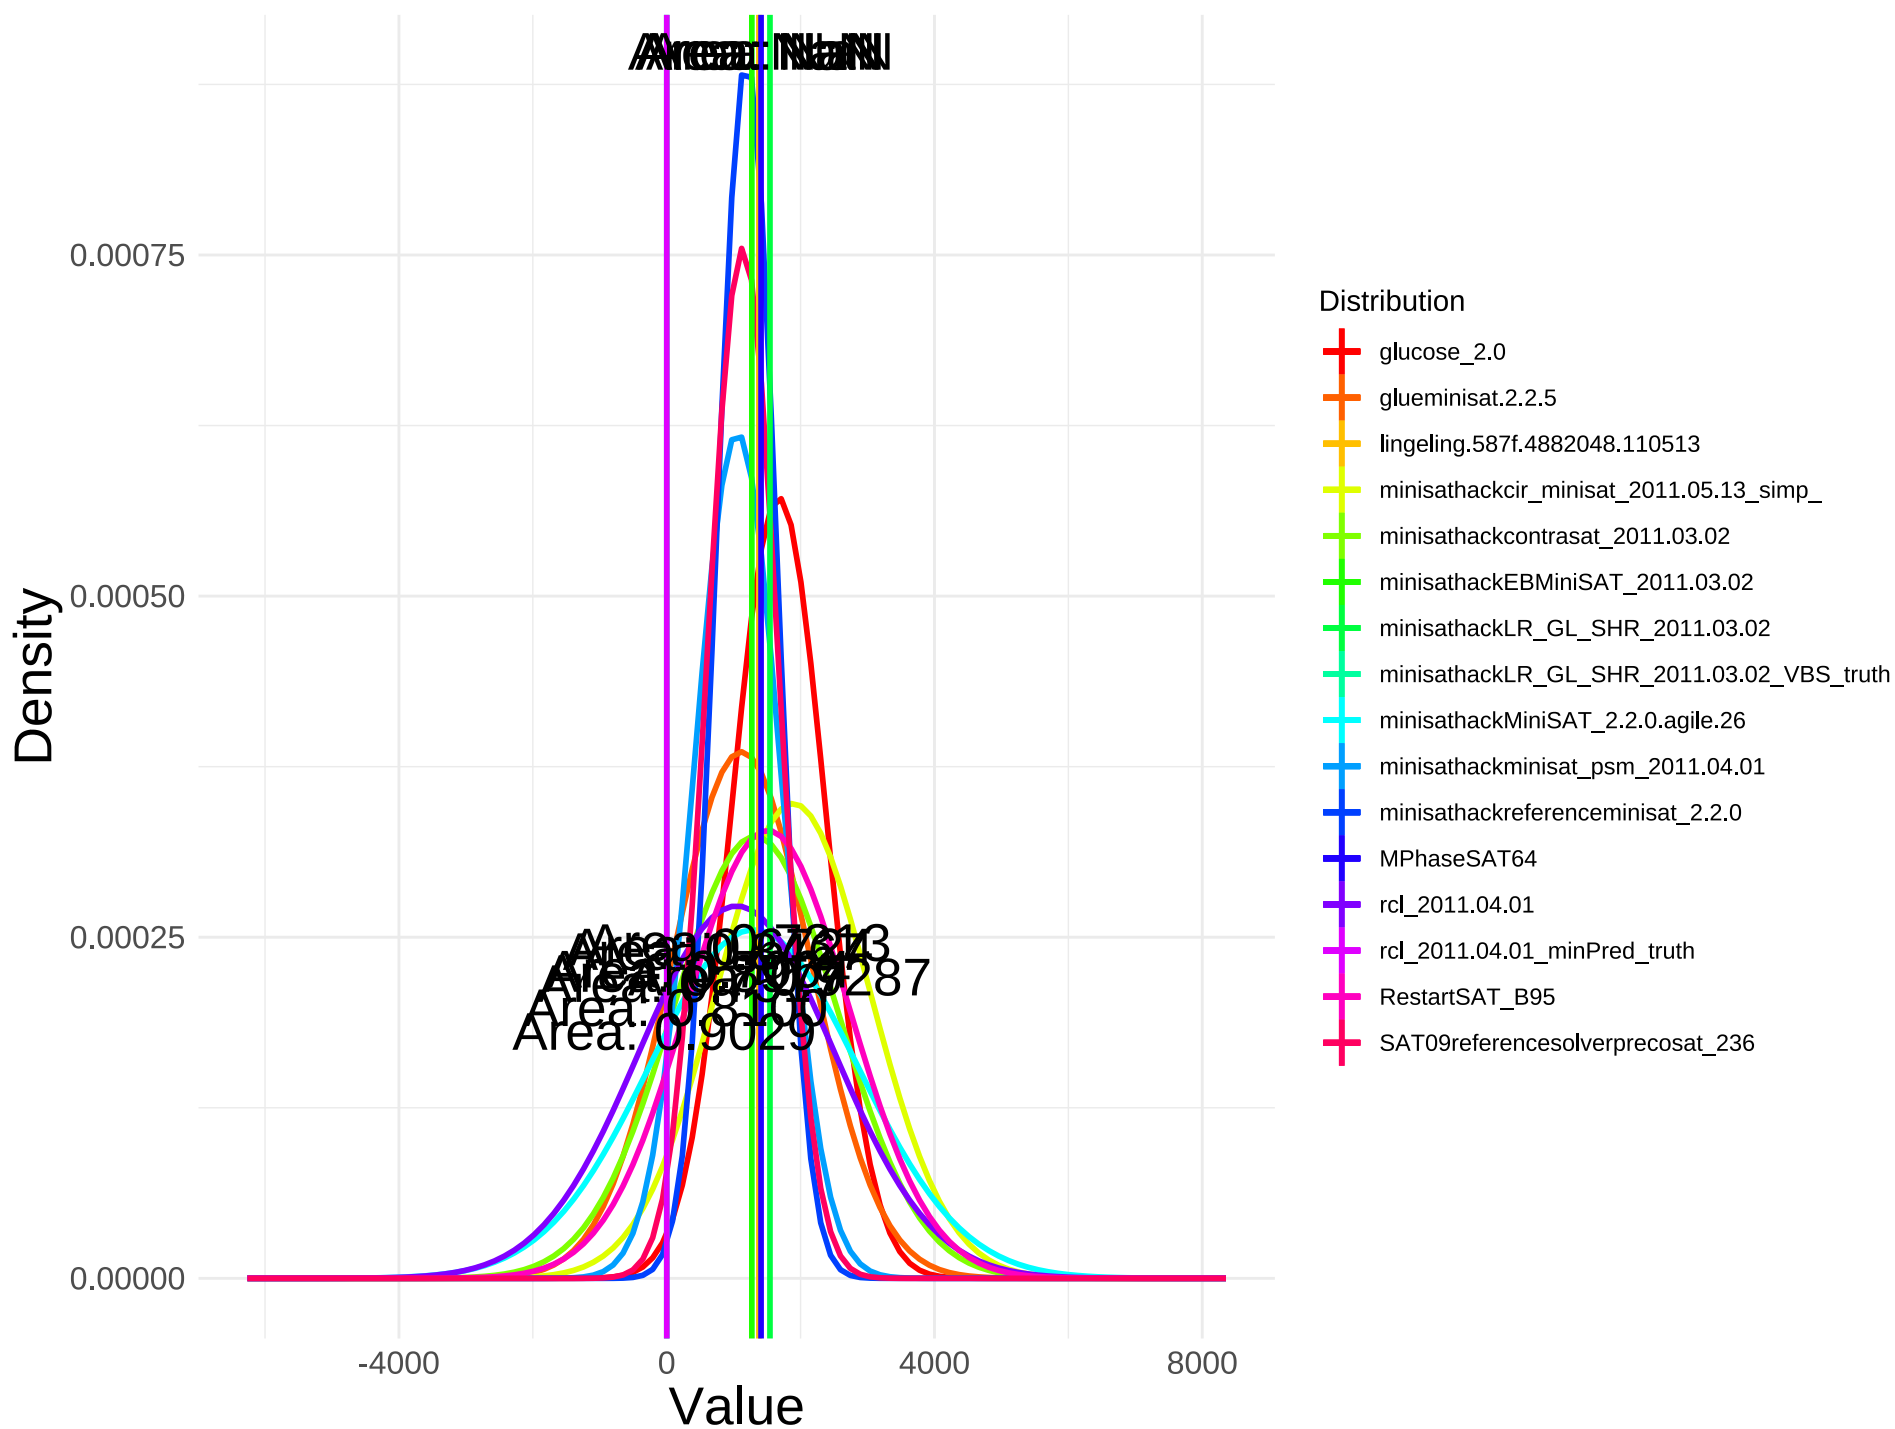 0.00075
0.00050
0.00025
0.00000
Density
-4000
0
4000
8000
Value
Area: 0.9029
Distribution
glucose_2.0
glueminisat.2.2.5
lingeling.587f.4882048.110513
minisathackcir_minisat_2011.05.13_simp_
minisathackcontrasat_2011.03.02
minisathackEBMiniSAT_2011.03.02
minisathackLR_GL_SHR_2011.03.02
minisathackLR_GL_SHR_2011.03.02_VBS_truth
minisathackMiniSAT_2.2.0.agile.26
minisathackminisat_psm_2011.04.01
minisathackreferenceminisat_2.2.0
MPhaseSAT64
rcl_2011.04.01
rcl_2011.04.01_minPred_truth
RestartSAT_B95
SAT09referencesolverprecosat_236